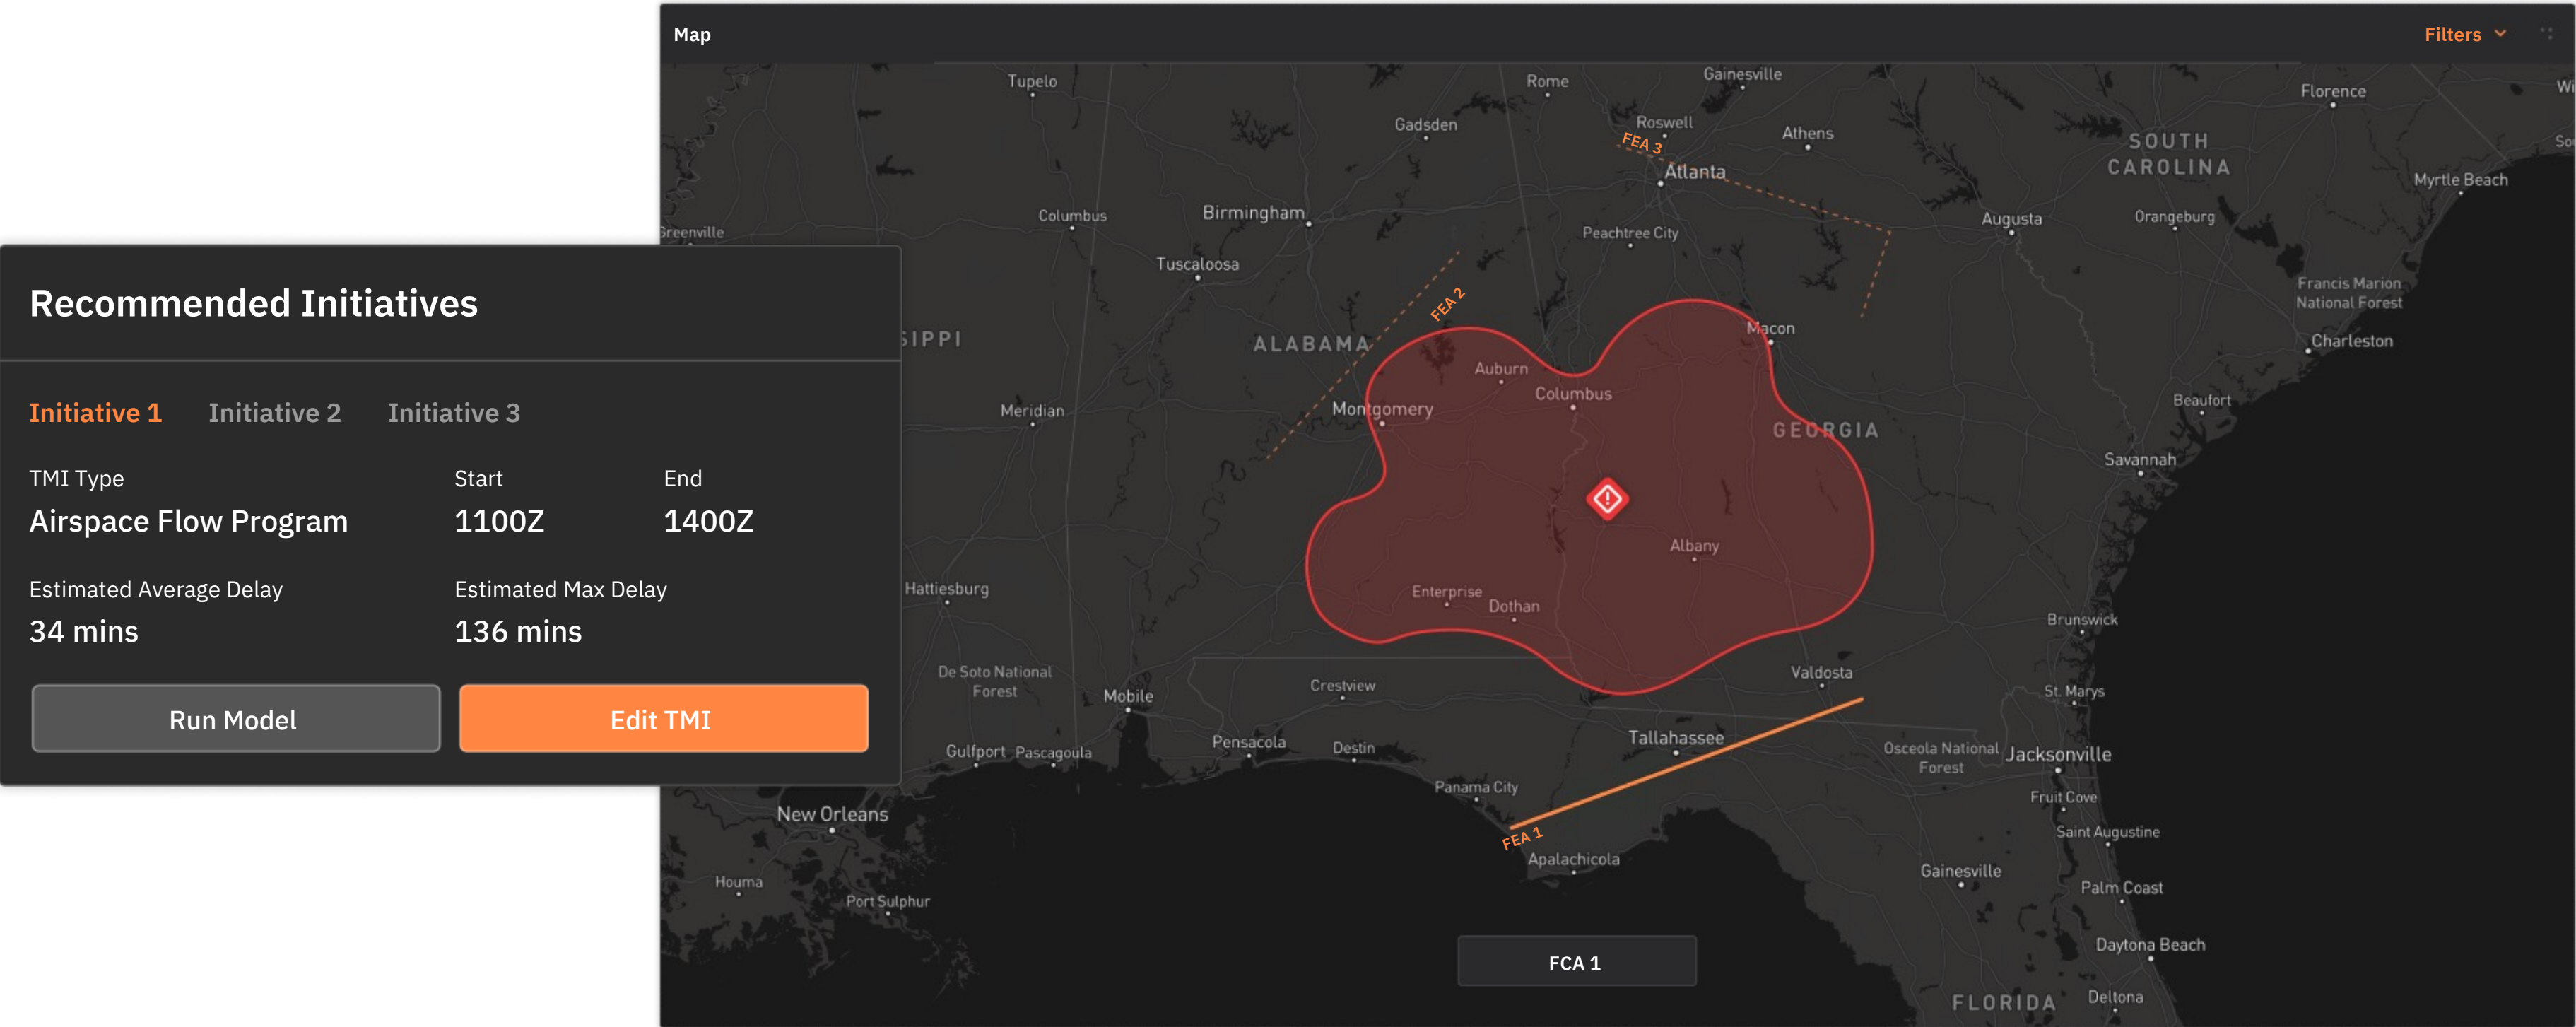 Map
Filters
Recommended Initiatives
Initiative 1
Initiative 2
Initiative 3
TMI Type
Start
End
Airspace Flow Program
1100Z
1400Z
Estimated Average Delay
Estimated Max Delay
34 mins
136 mins
Run Model
Edit TMI
Tupelo
Rome
Gainesville
Florence
Wi
Gadsden
Roswell
Athens
FEA 3
SOUTH
CAROLINA
Sou
Atlanta
Myrtle Beach
Columbus
Birmingham
Augusta
Orangeburg
Greenville
Peachtree City
Tuscaloosa
Francis Marion
National Forest
FEA 2
SIPPI
ALABAMA
Macon
Charleston
Auburn
Columbus
Montgomery
Meridian
Beaufort
GEORGIA
Savannah
Albany
Hattiesburg
Enterprise
Dothan
Brunswick
De Soto National
Forest
Crestview
Valdosta
Mobile
St. Marys
Gulfport
Pascagoula
Pensacola
Destin
Tallahassee
Osceola National
Forest
Jacksonville
Panama City
Fruit Cove
New Orleans
FEA 1
Saint Augustine
Apalachicola
Gainesville
Houma
Palm Coast
Port Sulphur
Daytona Beach
FCA 1
FLORIDA
Deltona